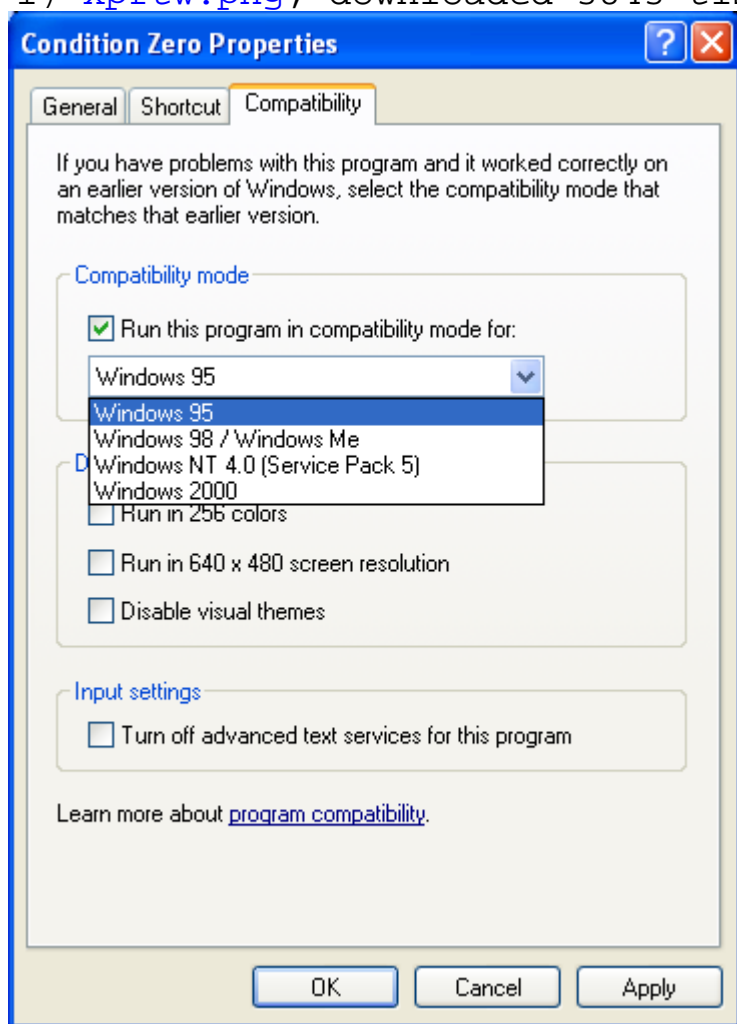 Condition Zero Properties
General Shortcut Compatibility
If you have problems with this program and it worked correctly on
an earlier version of Windows, select the compatibility mode that
matches that earlier version.
Compatibility mode
Run this program in compatibility mode for:
Windows 95
Windows 95
Windows 98 / Windows Me
Windows NT 4.0 (Service Pack 5)
Windows 2000
Run in 256 colors
Run in 640 x 480 screen resolution
Disable visual themes
Input settings
Turn off advanced text services for this program
Learn more about program compatibility.
OK Cancel Apply